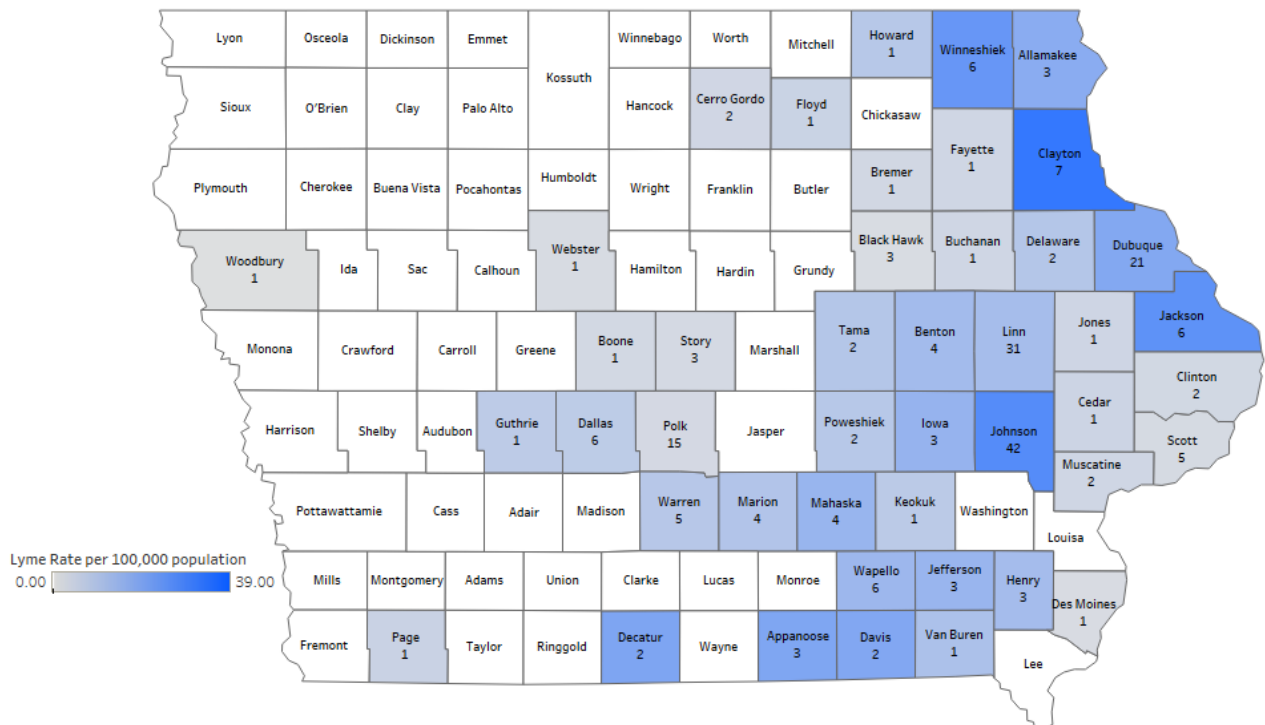 Lyon
Osceola
Dickinson
Emmet
Kossuth
Winnebago
Worth
Mitchell
Howard
1
Winneshiek
6
Allamakee
3
Sioux
O'Brien
Clay
Palo Alto
Hancock
Cerro Gordo
2
Floyd
1
Chickasaw
Fayette
1
Clayton
7
Plymouth
Cherokee
Buena Vista
Pocahontas
Humboldt
Wright
Franklin
Butler
Bremer
1
Woodbury
1
Ida
Sac
Calhoun
Webster
1
Hamilton
Hardin
Grundy
Black Hawk
3
Buchanan
1
Delaware
2
Dubuque
21
Monona
Crawford
Carroll
Greene
Boone
1
Story
3
Marshall
Tama
2
Benton
4
Linn
31
Jones
1
Jackson
6
Clinton
2
Harrison
Shelby
Audubon
Guthrie
1
Dallas
6
Polk
15
Jasper
Poweshiek
2
Iowa
3
Johnson
42
Cedar
1
Scott
5
Muscatine
2
Pottawattamie
Cass
Adair
Madison
Warren
5
Marion
4
Mahaska
4
Keokuk
1
Washington
Louisa
Lyme Rate per 100,000 population
0.00 39.00
Mills
Montgomery
Adams
Union
Clarke
Lucas
Monroe
Wapello
6
Jefferson
3
Henry
3
Des Moines
1
Fremont
Page
1
Taylor
Ringgold
Decatur
2
Wayne
Appanoose
3
Davis
2
Van Buren
1
Lee